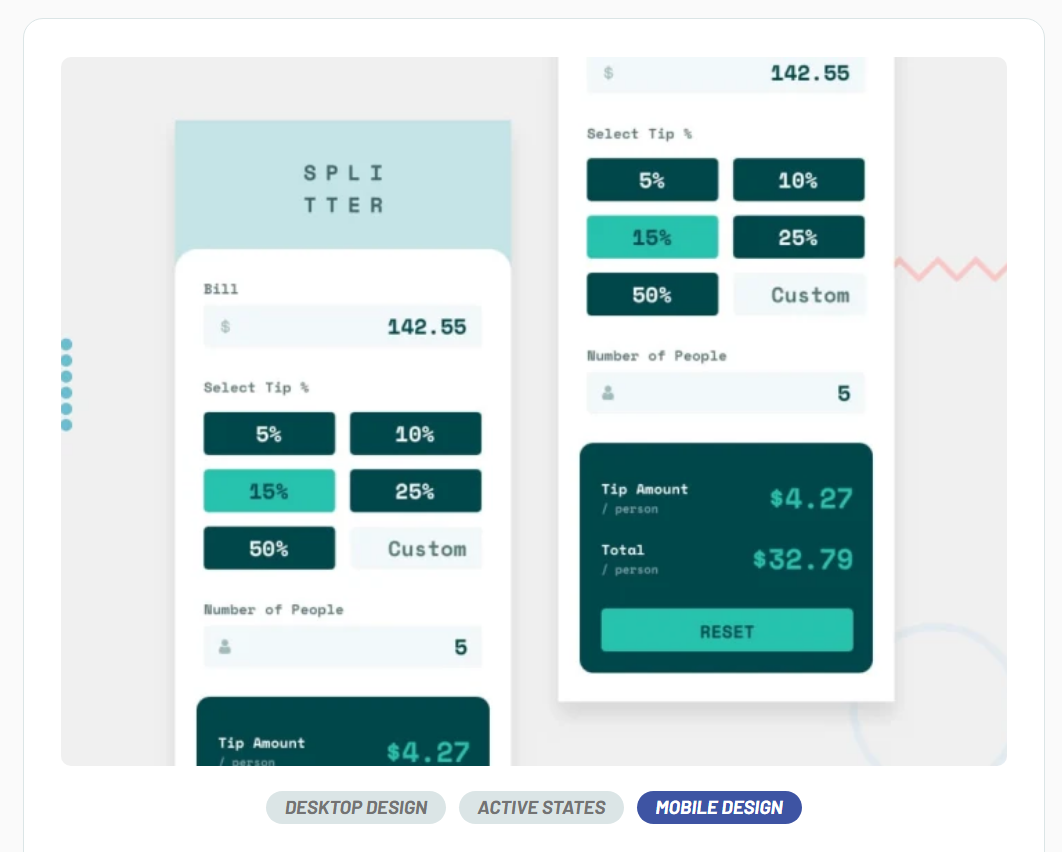 SPLI
TTER
Bill
$ 142.55
Select Tip %
5% 10%
15% 25%
50% Custom
Number of People
5
Tip Amount
/ person
$4.27
$ 142.55
Select Tip %
5% 10%
15% 25%
50% Custom
Number of People
5
Tip Amount
/ person
$4.27
Total
/ person
$32.79
RESET
DESKTOP DESIGN ACTIVE STATES MOBILE DESIGN